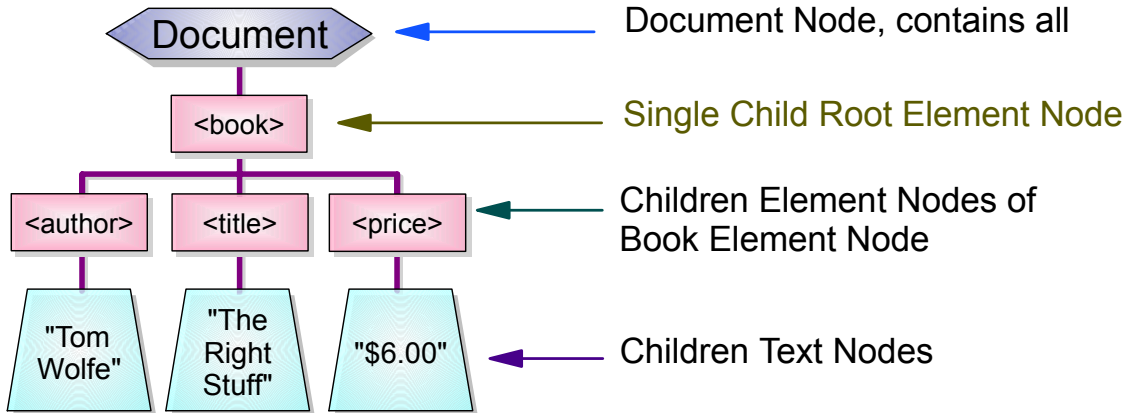 Document
Document Node, contains all
<book>
Single Child Root Element Node
<author>
<title>
<price>
Children Element Nodes of
Book Element Node
"Tom
Wolfe"
"The
Right
Stuff"
"$6.00"
Children Text Nodes